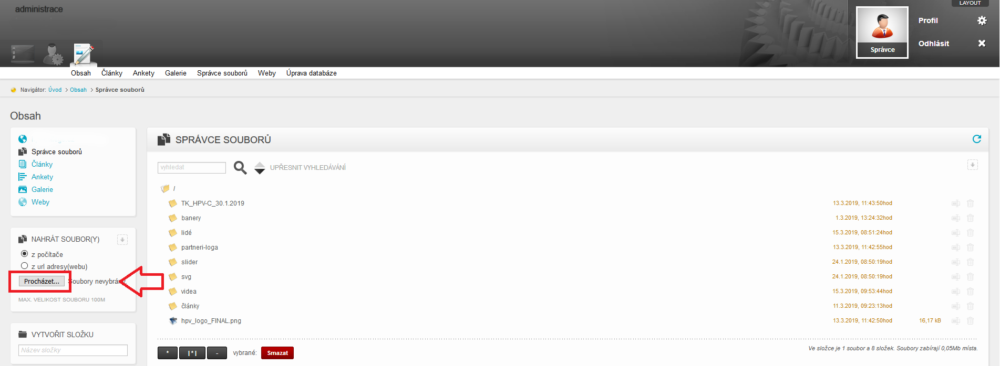 administrace
LAYOUT
Profil
Odhlásit
Správce
Obsah Články Ankety Galerie Správce souborů Weby Úprava databáze
Navigátor: Úvod > Obsah > Správce souborů
Obsah
Správce souborů
Články
Ankety
Galerie
Weby
NAHRÁT SOUBOR(Y)
z počítače
z url adresy(webu)
Procházet... Soubory nevybrány.
MAX. VELIKOST SOUBORU 100M
VYTVOŘIT SLOŽKU
Název složky
SPRÁVCE SOUBORŮ
vyhledat UPŘESNIT VYHLEDÁVÁNÍ
/
TK_HPV-C_30.1.2019 13.3.2019, 11:43:50hod
banery 1.3.2019, 13:24:32hod
lidé 15.3.2019, 08:51:24hod
partneri-loga 13.3.2019, 11:42:55hod
slider 24.1.2019, 08:50:19hod
svg 24.1.2019, 08:50:19hod
videa 15.3.2019, 09:53:44hod
články 11.3.2019, 09:23:13hod
hpv_logo_FINAL.png 13.3.2019, 11:42:50hod 16,17 kB
* |*| - vybrané: Smazat
Ve složce je 1 soubor a 8 složek. Soubory zabírají 0,05Mb místa.